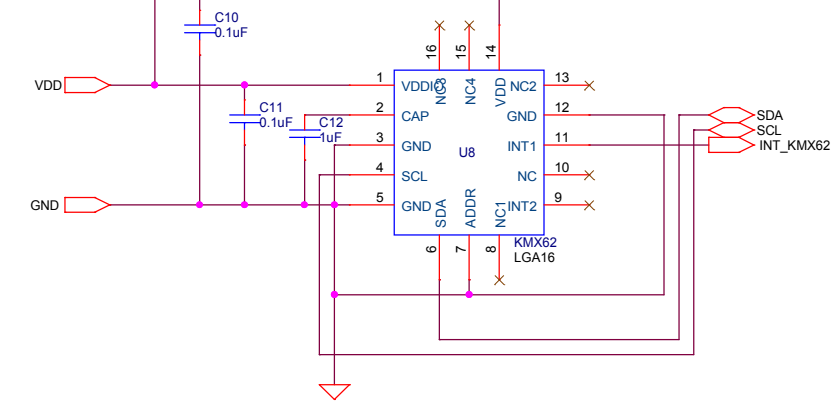 C10
0.1uF
16
15
14
VDD
1
VDDIO
NC3
NC4
VDD
NC2
13
C11
0.1uF
C12
1uF
2
CAP
GND
12
SDA
SCL
3
GND
INT1
11
INT_KMX62
U8
4
SCL
NC
10
GND
5
GND
SDA
ADDR
NC1
INT2
9
6
7
8
KMX62
LGA16